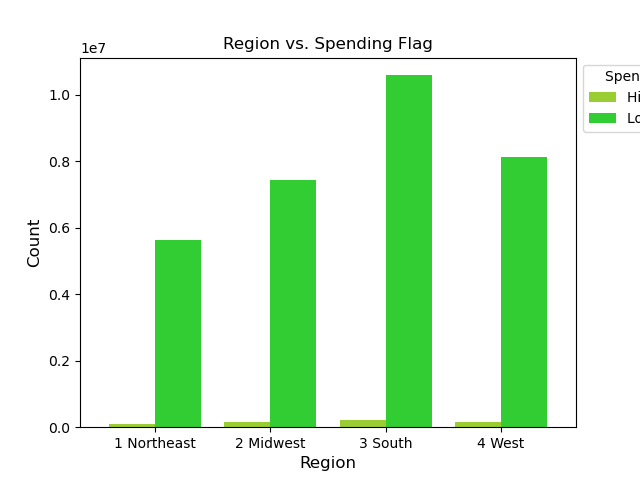 Region vs. Spending Flag
1e7
1.0
0.8
0.6
0.4
0.2
0.0
Count
1 Northeast
2 Midwest
3 South
4 West
Region
Spen
Hi
Lo